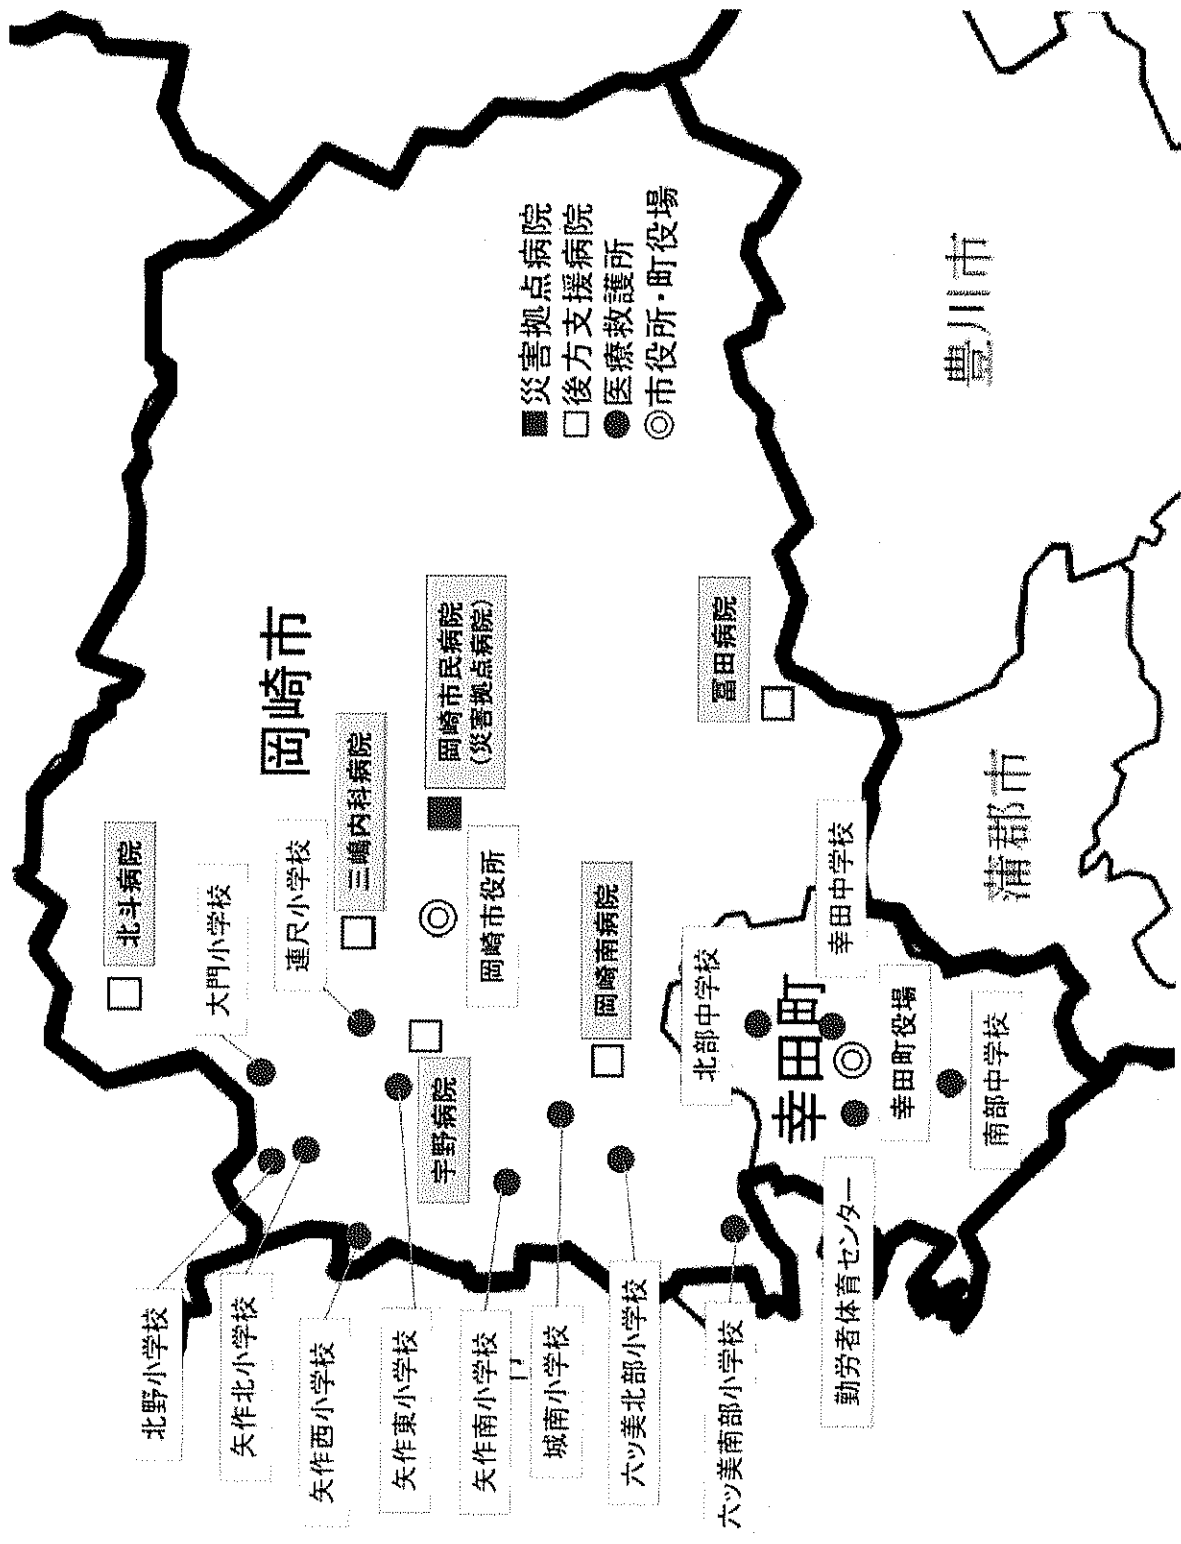 北野小学校
矢作北小学校
矢作西小学校
矢作東小学校
矢作南小学校
城南小学校
六ツ美北部小学校
六ツ美南部小学校
勤労者体育センター
大門小学校
連尺小学校
北斗病院
三嶋内科病院
宇野病院
岡崎市
岡崎市民病院
(災害拠点病院)
岡崎市役所
岡崎南病院
冨田病院
北部中学校
幸田町
幸田中学校
幸田町役場
南部中学校
蒲郡市
豊川市
■災害拠点病院
□後方支援病院
●医療救護所
◎市役所・町役場